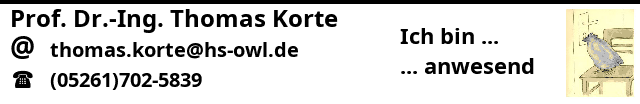 Prof. Dr.-Ing. Thomas Korte
@ thomas.korte@hs-owl.de
☎ (05261)702-5839
Ich bin ...
... anwesend